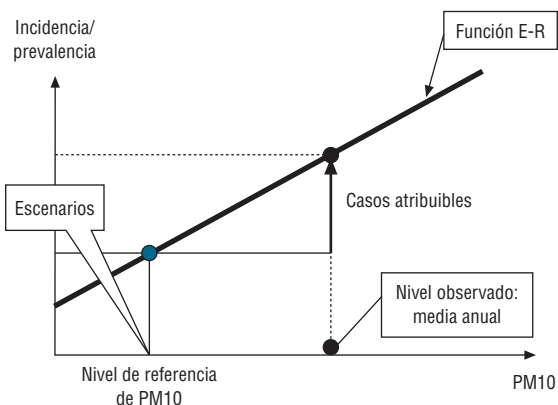 Incidencia/
prevalencia
Función E-R
Escenarios
Casos atribuibles
Nivel observado:
media anual
Nivel de referencia
de PM10
PM10